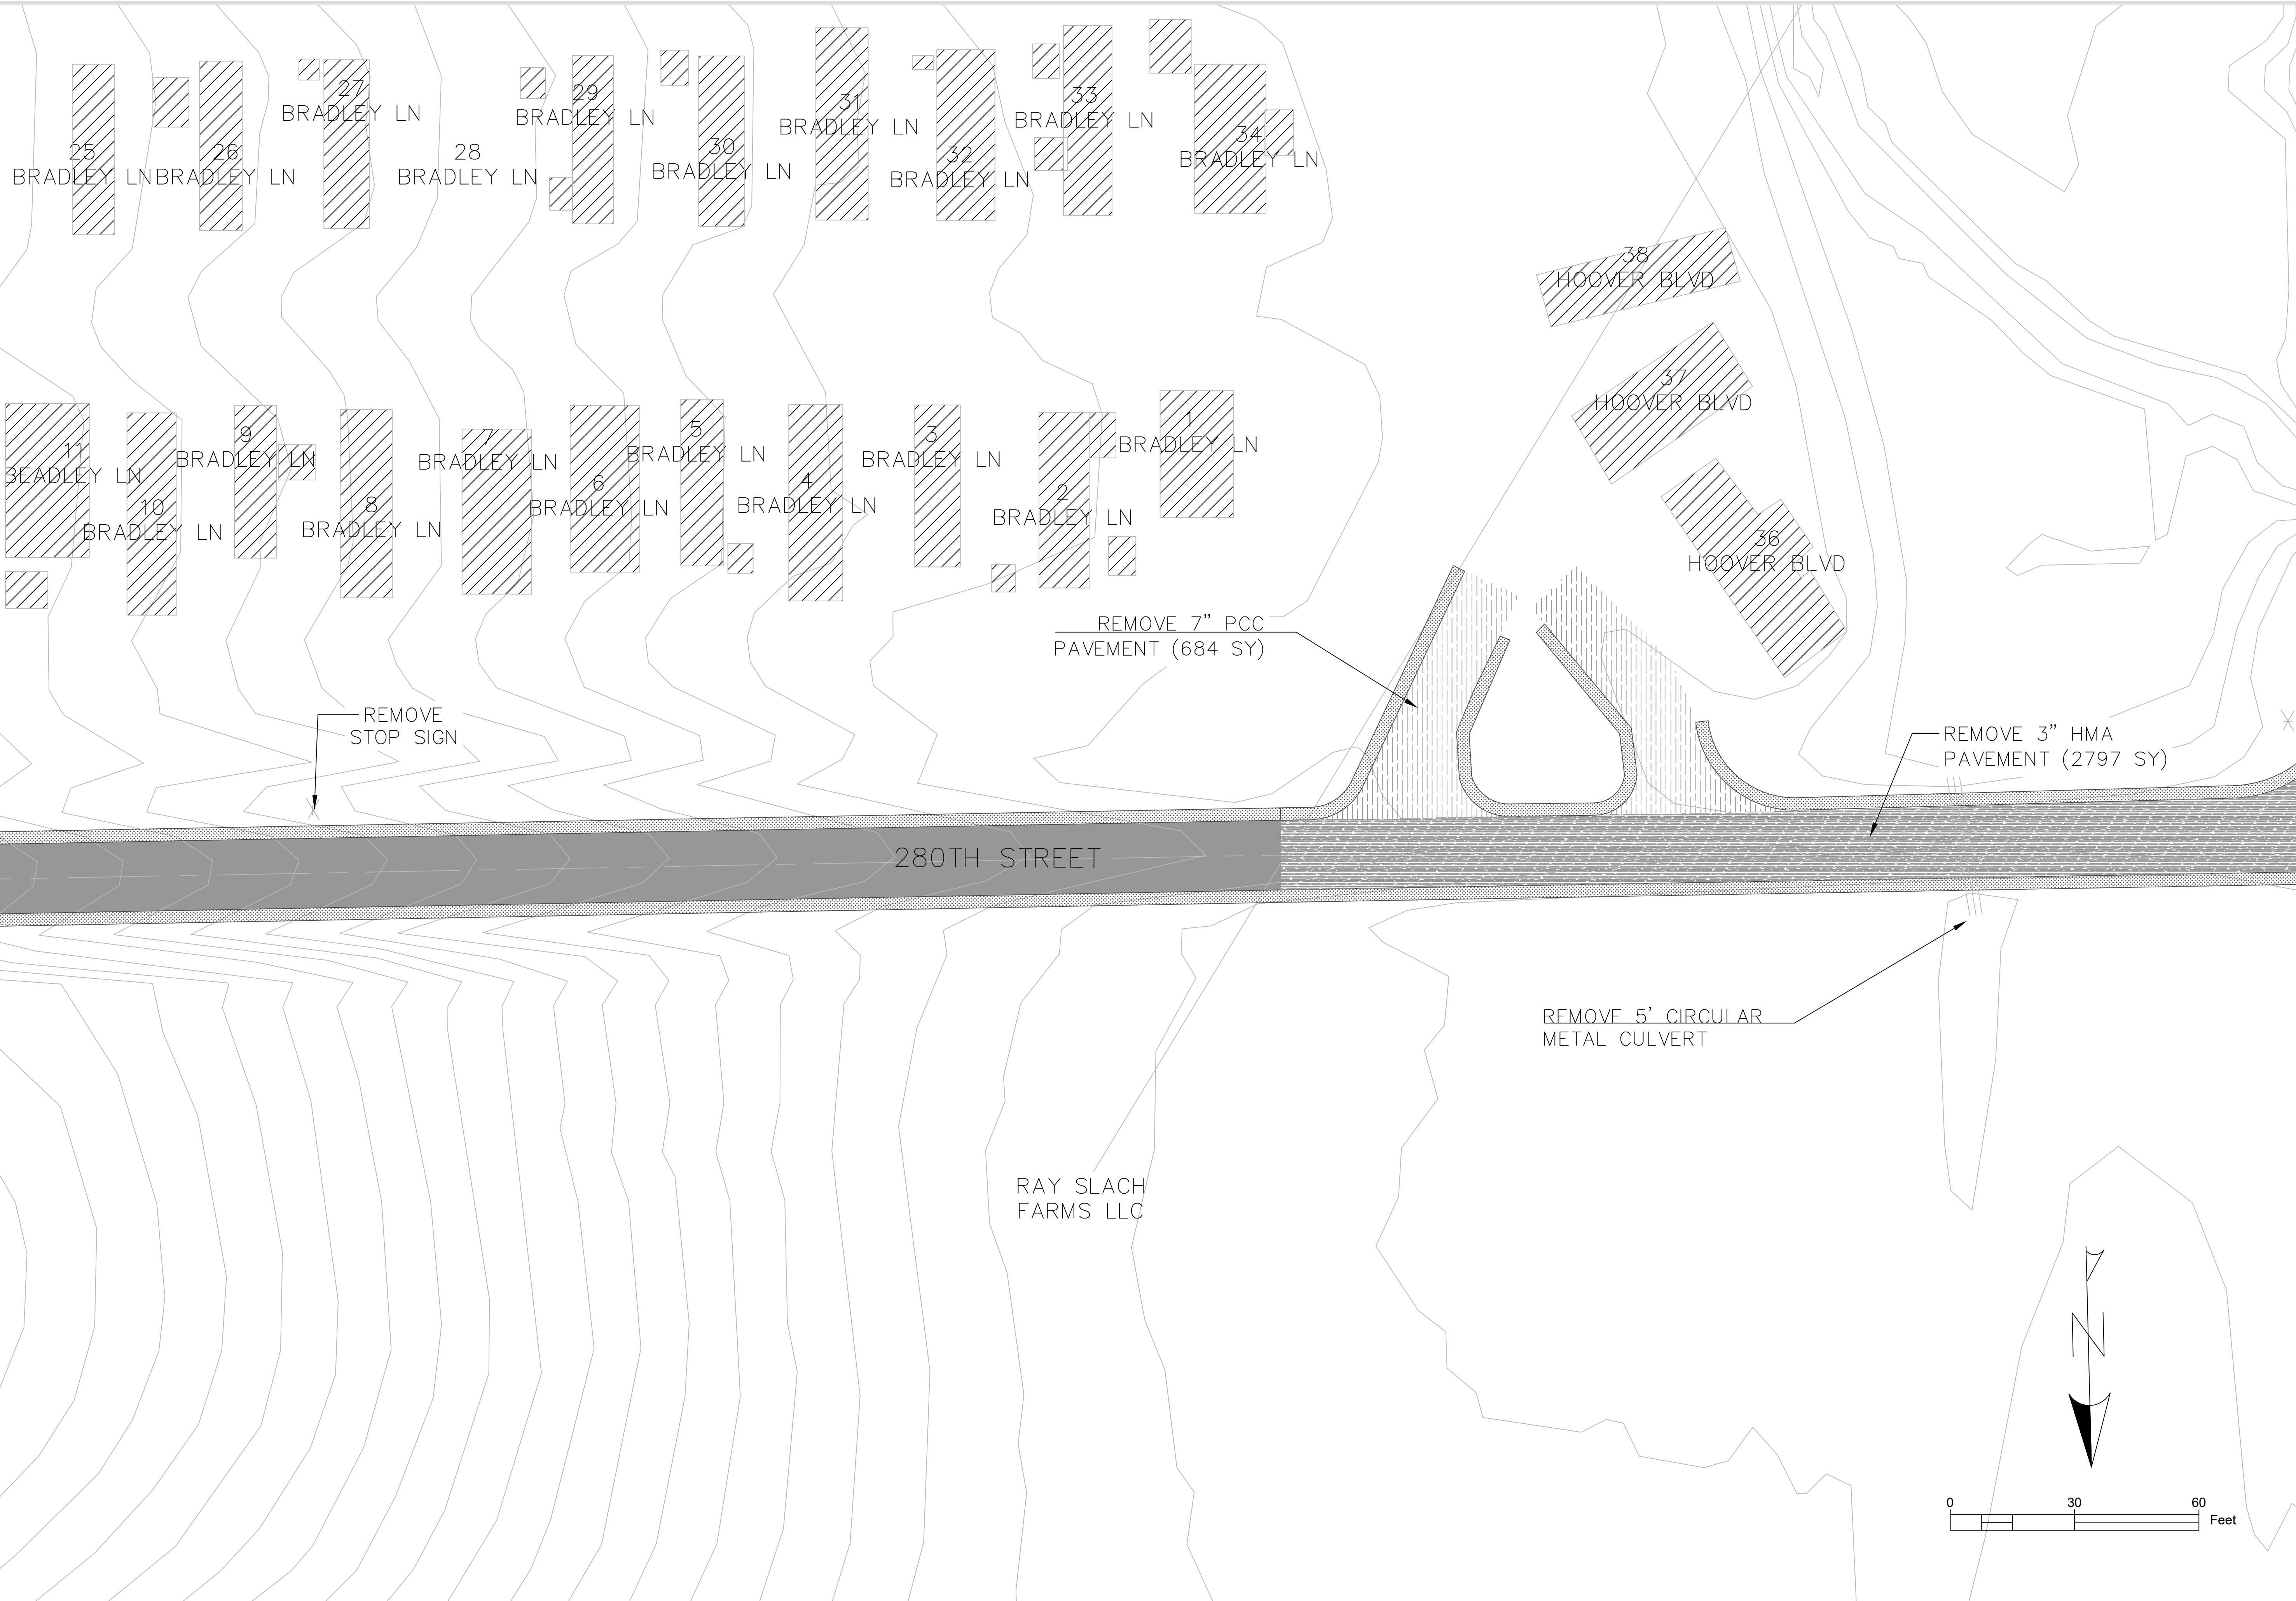 25
BRADLEY LN
26
BRADLEY LN
27
BRADLEY LN
28
BRADLEY LN
29
BRADLEY LN
30
BRADLEY LN
31
BRADLEY LN
32
BRADLEY LN
33
BRADLEY LN
34
BRADLEY LN
38
HOOVER BLVD
37
HOOVER BLVD
36
HOOVER BLVD
11
BEADLEY LN
10
BRADLEY LN
9
BRADLEY LN
8
BRADLEY LN
7
BRADLEY LN
6
BRADLEY LN
5
BRADLEY LN
4
BRADLEY LN
3
BRADLEY LN
2
BRADLEY LN
1
BRADLEY LN
REMOVE 7” PCC
PAVEMENT (684 SY)
REMOVE
STOP SIGN
REMOVE 3” HMA
PAVEMENT (2797 SY)
280TH STREET
REMOVE 5’ CIRCULAR
METAL CULVERT
RAY SLACH
FARMS LLC
N
0 30 60
Feet